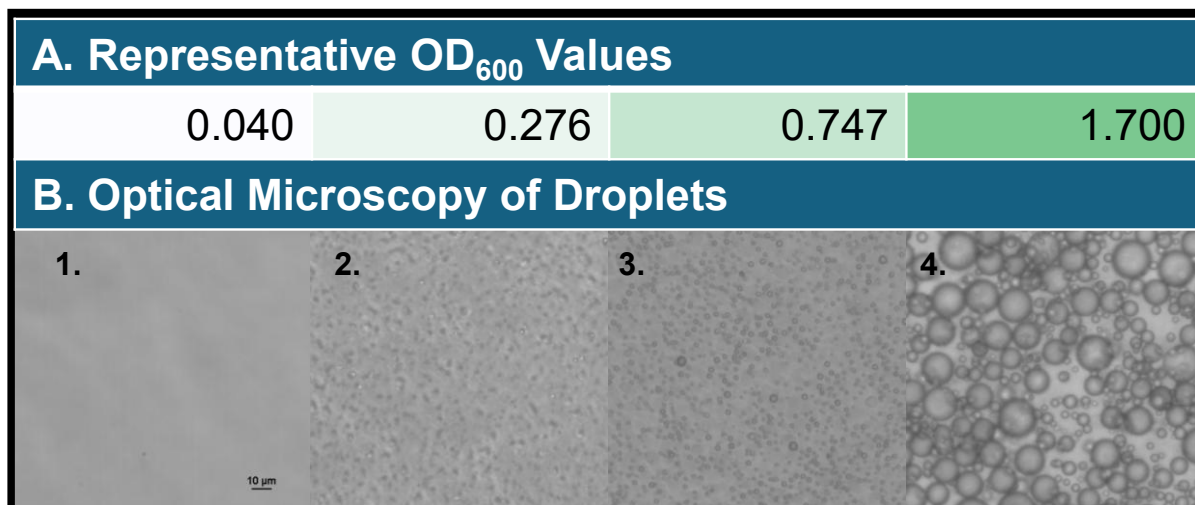 A. Representative OD₆₀₀ Values
0.040 0.276 0.747 1.700
B. Optical Microscopy of Droplets
1. 2. 3. 4.
10 µm